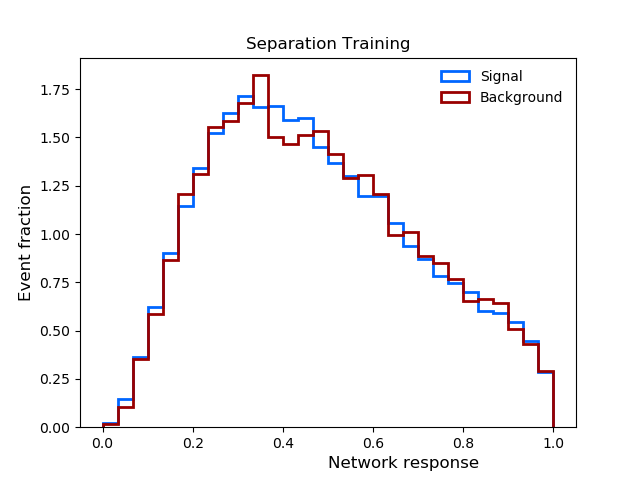 Separation Training
Signal
Background
Event fraction
1.75
1.50
1.25
1.00
0.75
0.50
0.25
0.00
0.0 0.2 0.4 0.6 0.8 1.0
Network response